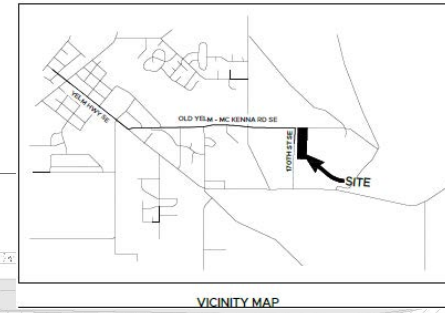 YELM HWY SE
OLD YELM - MC KENNA RD SE
170TH ST SE
SITE
VICINITY MAP